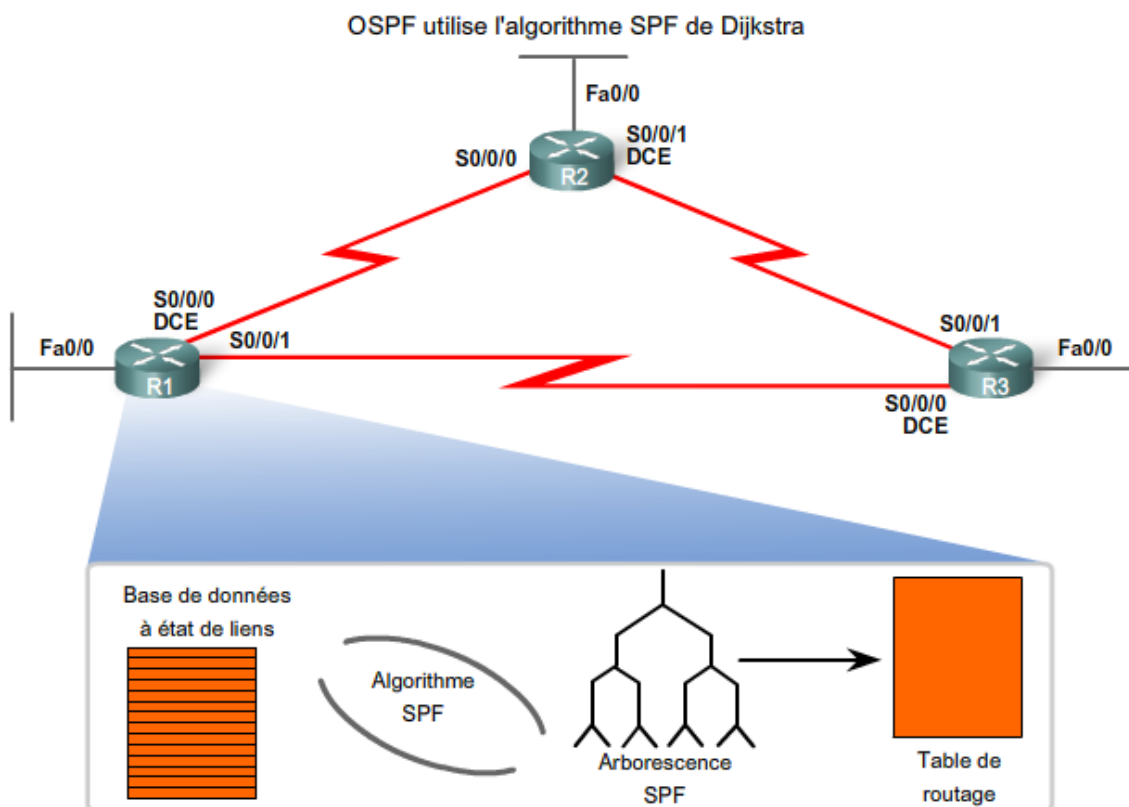 OSPF utilise l'algorithme SPF de Dijkstra
Fa0/0
S0/0/0
S0/0/1
DCE
R2
S0/0/0
DCE
S0/0/1
Fa0/0
R1
S0/0/1
Fa0/0
R3
S0/0/0
DCE
Base de données
à état de liens
Algorithme
SPF
Arborescence
SPF
Table de
routage